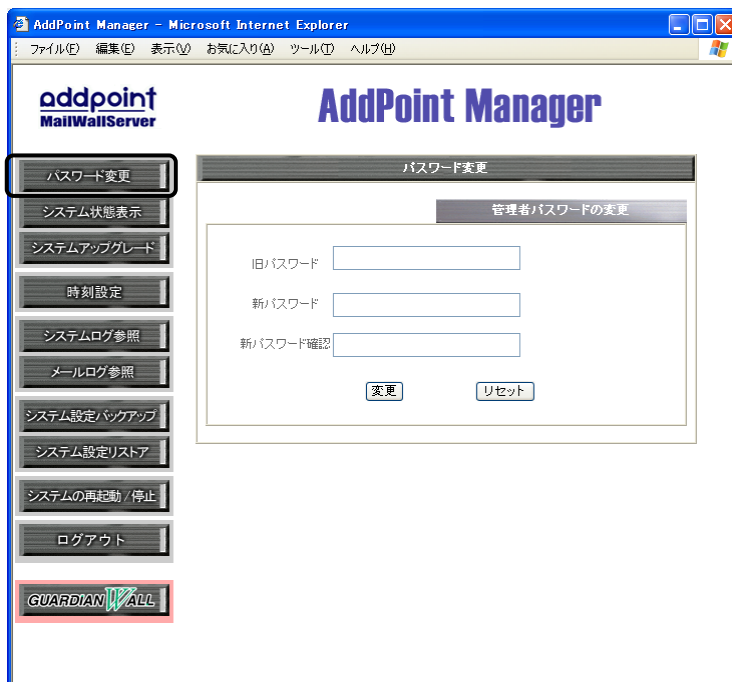 AddPoint Manager - Microsoft Internet Explorer
ファイル(F) 編集(E) 表示(V) お気に入り(A) ツール(T) ヘルプ(H)
addpoint
MailWallServer
AddPoint Manager
パスワード変更
システム状態表示
システムアップグレード
時刻設定
システムログ参照
メールログ参照
システム設定バックアップ
システム設定リストア
システムの再起動/停止
ログアウト
GUARDIAN WALL
パスワード変更
管理者パスワードの変更
旧パスワード
新パスワード
新パスワード確認
変更 リセット